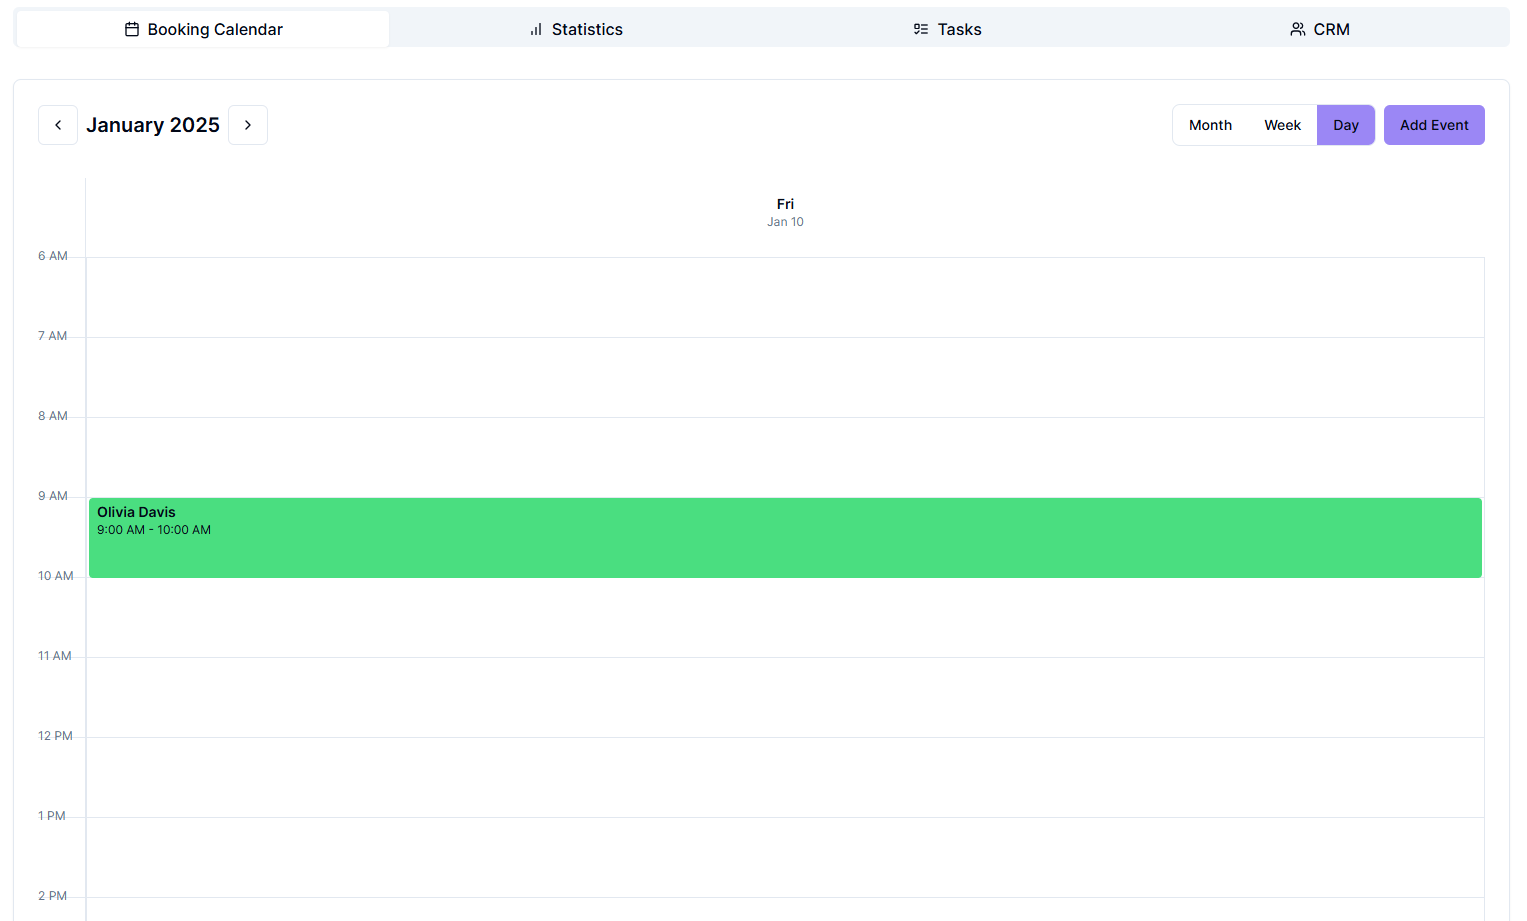 Booking Calendar
Statistics
Tasks
CRM
January 2025
Month
Week
Day
Add Event
Fri
Jan 10
6 AM
7 AM
8 AM
9 AM
Olivia Davis
9:00 AM - 10:00 AM
10 AM
11 AM
12 PM
1 PM
2 PM